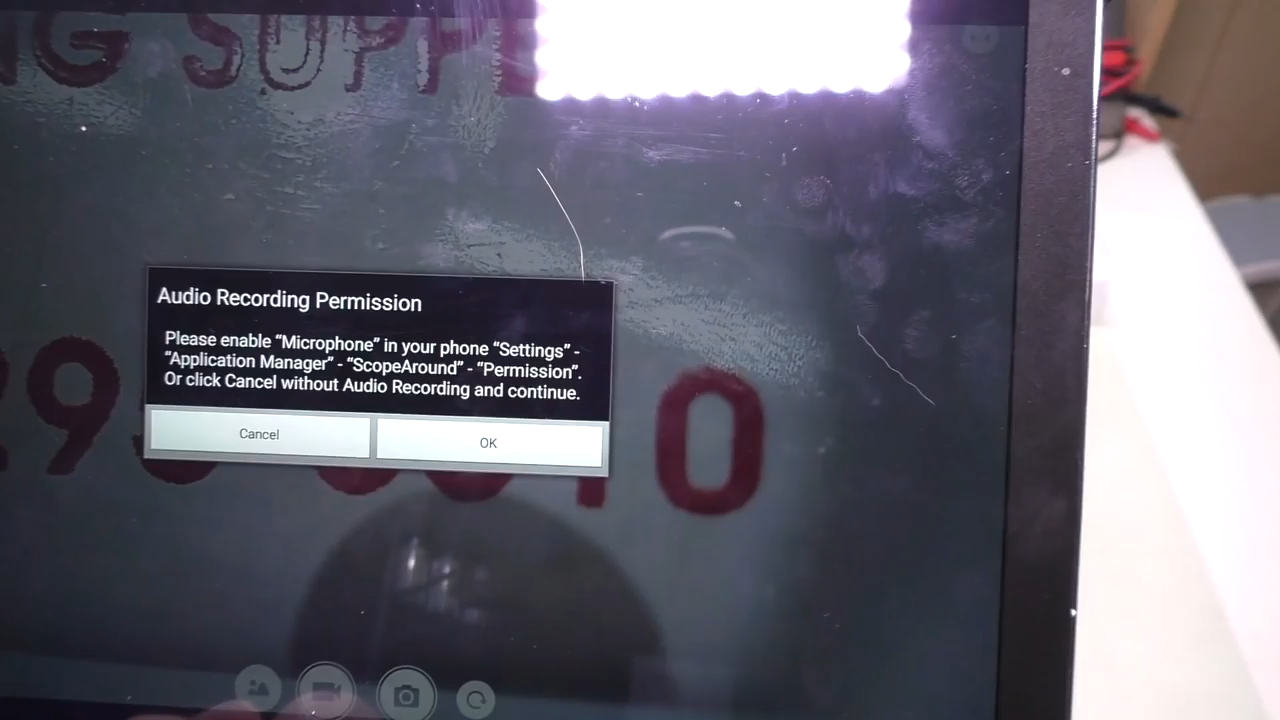 Audio Recording Permission
Please enable “Microphone” in your phone “Settings” -
“Application Manager” - “ScopeAround” - “Permission”.
Or click Cancel without Audio Recording and continue.
Cancel
OK